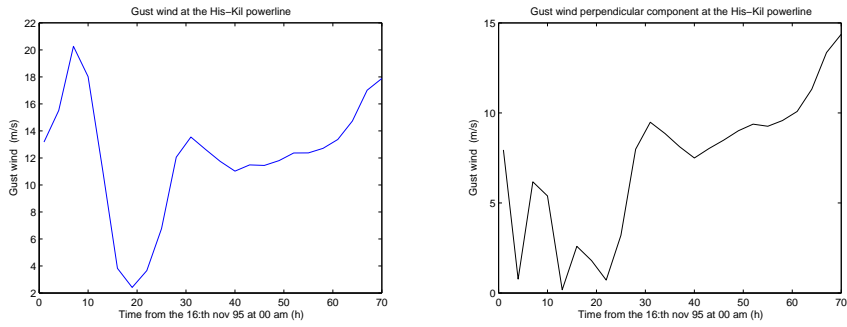 Gust wind at the His−Kil powerline
22
20
18
16
14
12
10
8
6
4
2
Gust wind (m/s)
0 10 20 30 40 50 60 70
Time from the 16:th nov 95 at 00 am (h)
Gust wind perpendicular component at the His−Kil powerline
15
10
5
0
Gust wind (m/s)
0 10 20 30 40 50 60 70
Time from the 16:th nov 95 at 00 am (h)